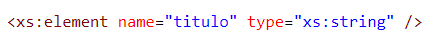 <xs:element name="titulo" type="xs:string" />